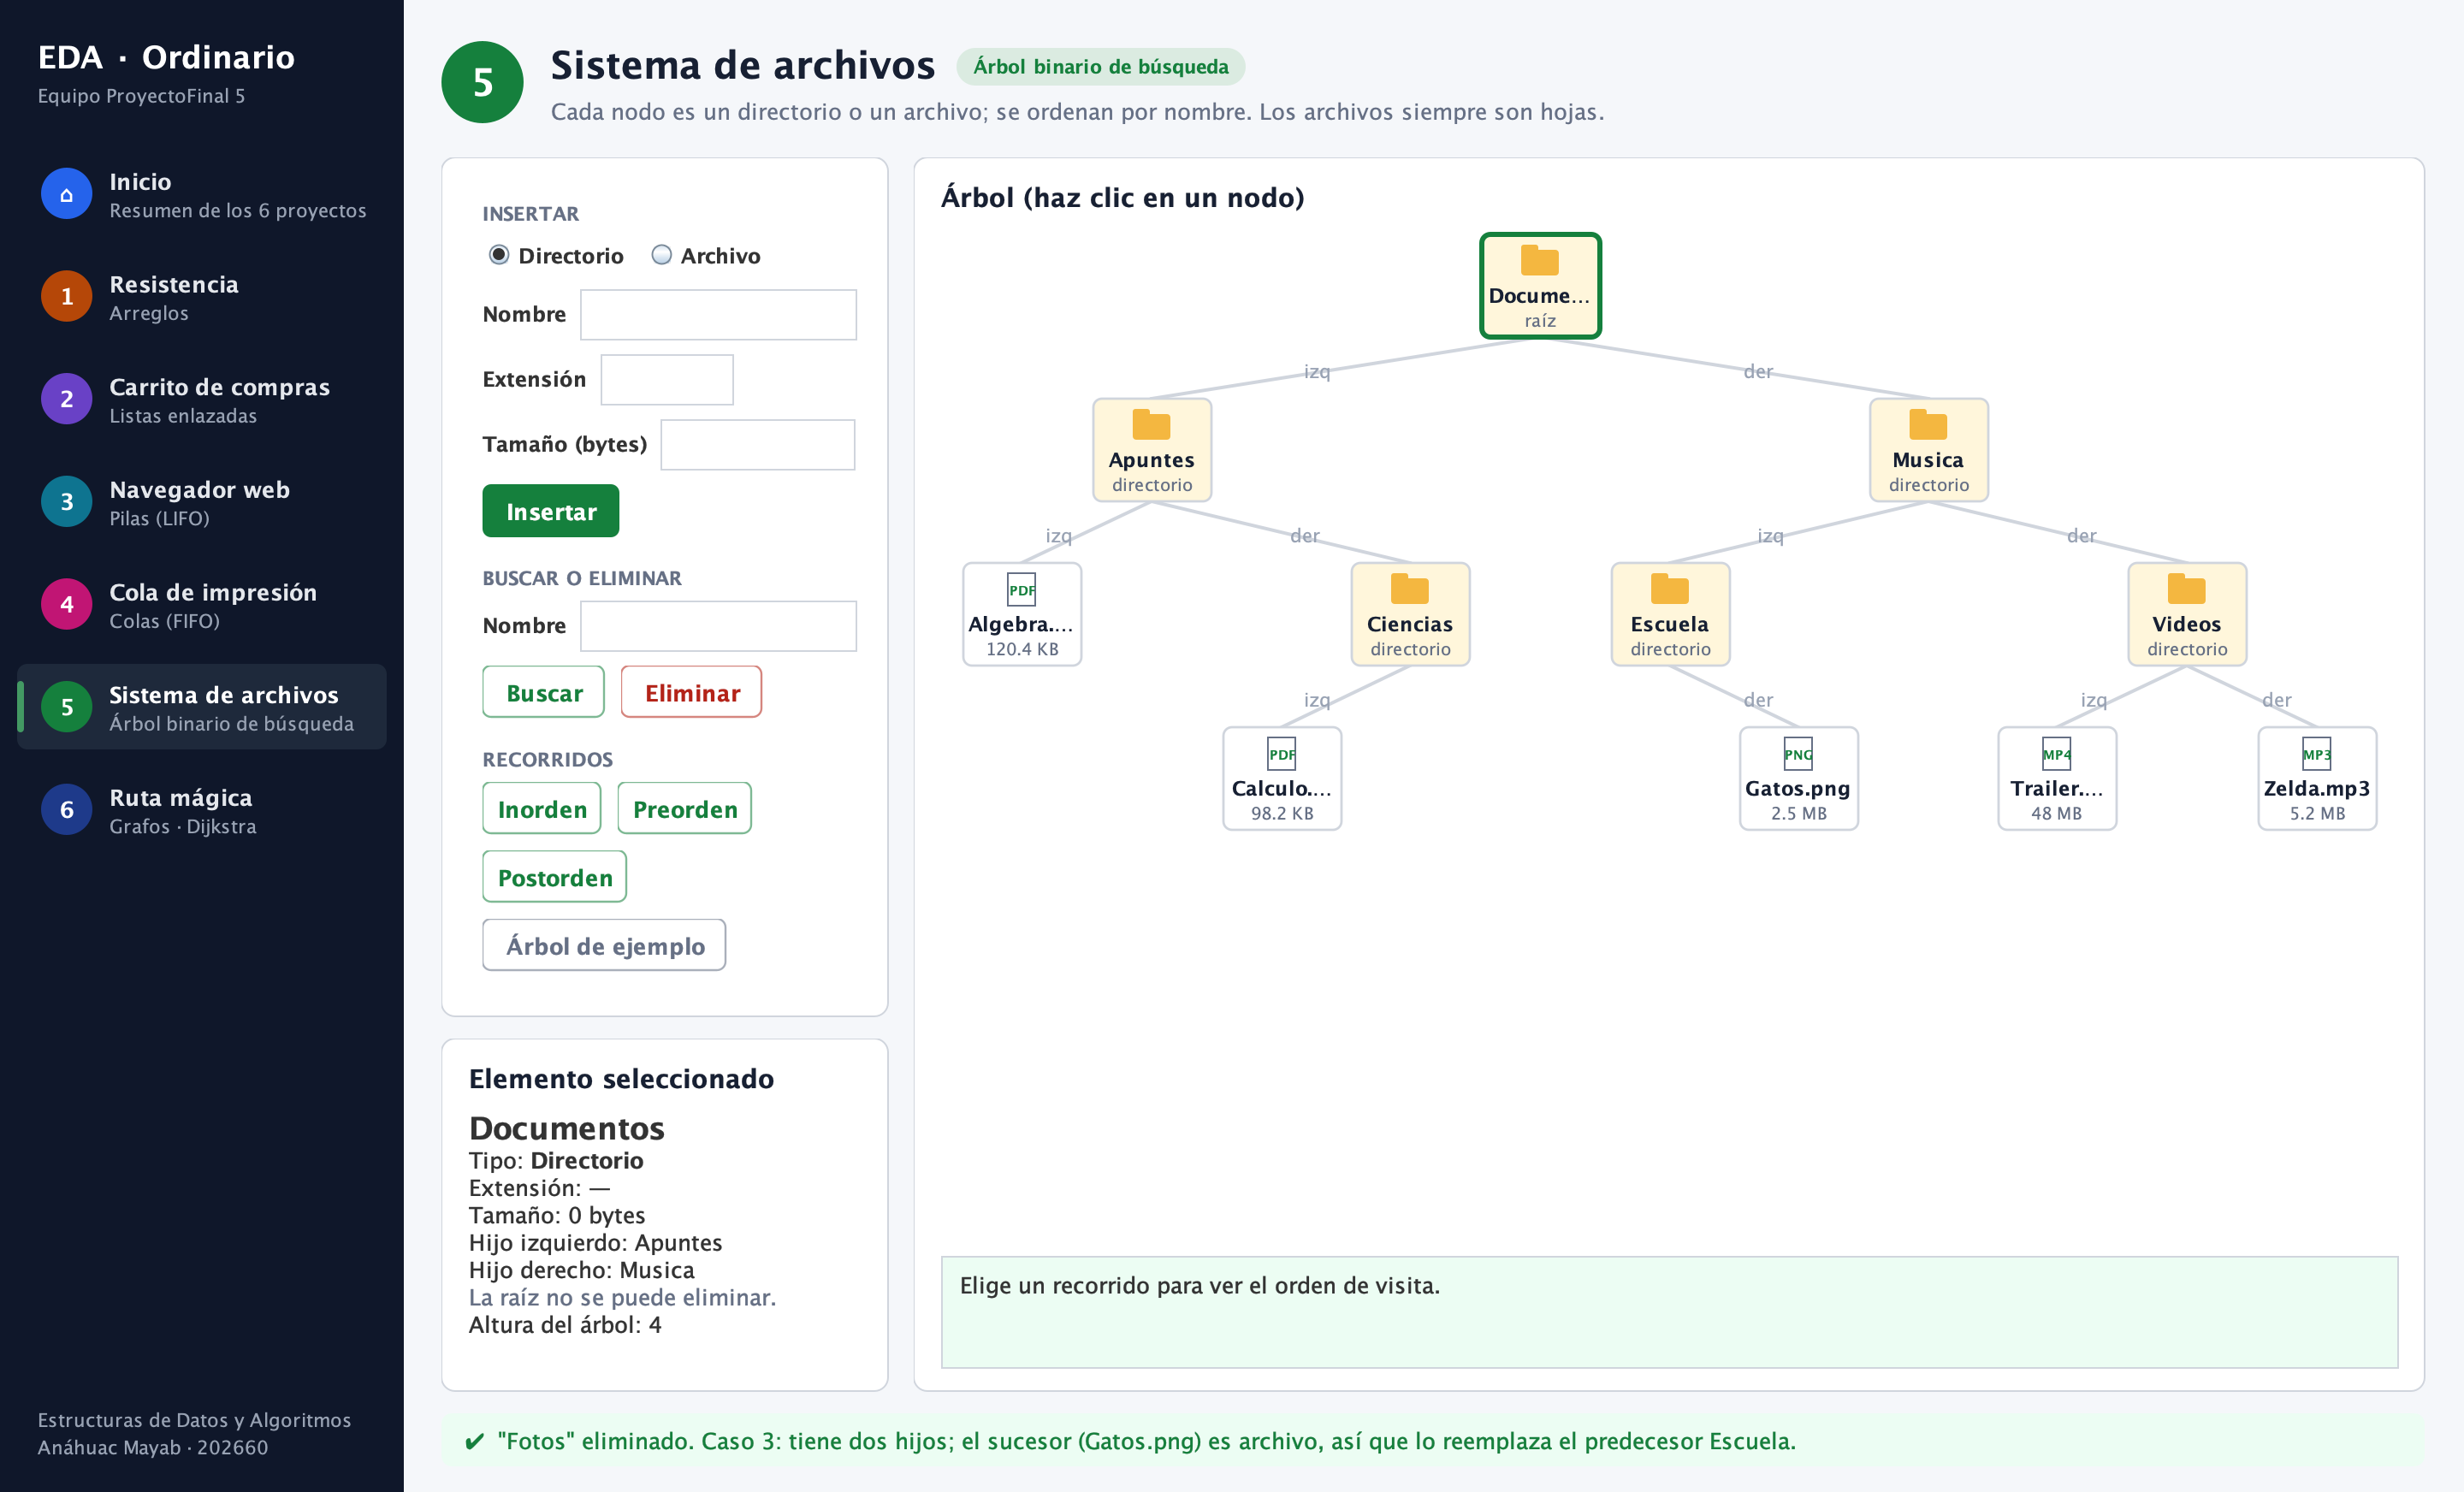 EDA · Ordinario
Equipo ProyectoFinal 5
⌂
Inicio
Resumen de los 6 proyectos
1
Resistencia
Arreglos
2
Carrito de compras
Listas enlazadas
3
Navegador web
Pilas (LIFO)
4
Cola de impresión
Colas (FIFO)
5
Sistema de archivos
Árbol binario de búsqueda
6
Ruta mágica
Grafos · Dijkstra
Estructuras de Datos y Algoritmos
Anáhuac Mayab · 202660
5
Sistema de archivos
Árbol binario de búsqueda
Cada nodo es un directorio o un archivo; se ordenan por nombre. Los archivos siempre son hojas.
INSERTAR
Directorio
Archivo
Nombre
Extensión
Tamaño (bytes)
Insertar
BUSCAR O ELIMINAR
Nombre
Buscar
Eliminar
RECORRIDOS
Inorden
Preorden
Postorden
Árbol de ejemplo
Elemento seleccionado
Documentos
Tipo: Directorio
Extensión: —
Tamaño: 0 bytes
Hijo izquierdo: Apuntes
Hijo derecho: Musica
La raíz no se puede eliminar.
Altura del árbol: 4
Árbol (haz clic en un nodo)
Docume...
raíz
izq
der
Apuntes
directorio
Musica
directorio
izq
der
izq
der
PDF
Algebra....
120.4 KB
Ciencias
directorio
Escuela
directorio
Videos
directorio
izq
der
izq
der
PDF
Calculo....
98.2 KB
PNG
Gatos.png
2.5 MB
MP4
Trailer....
48 MB
MP3
Zelda.mp3
5.2 MB
Elige un recorrido para ver el orden de visita.
✔ "Fotos" eliminado. Caso 3: tiene dos hijos; el sucesor (Gatos.png) es archivo, así que lo reemplaza el predecesor Escuela.